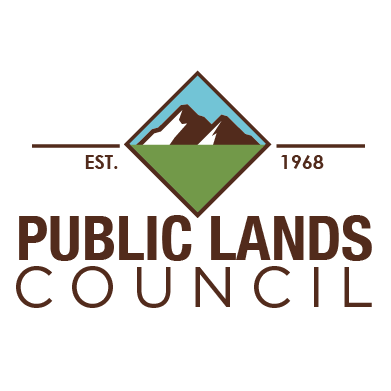 EST. 1968
PUBLIC LANDS
COUNCIL